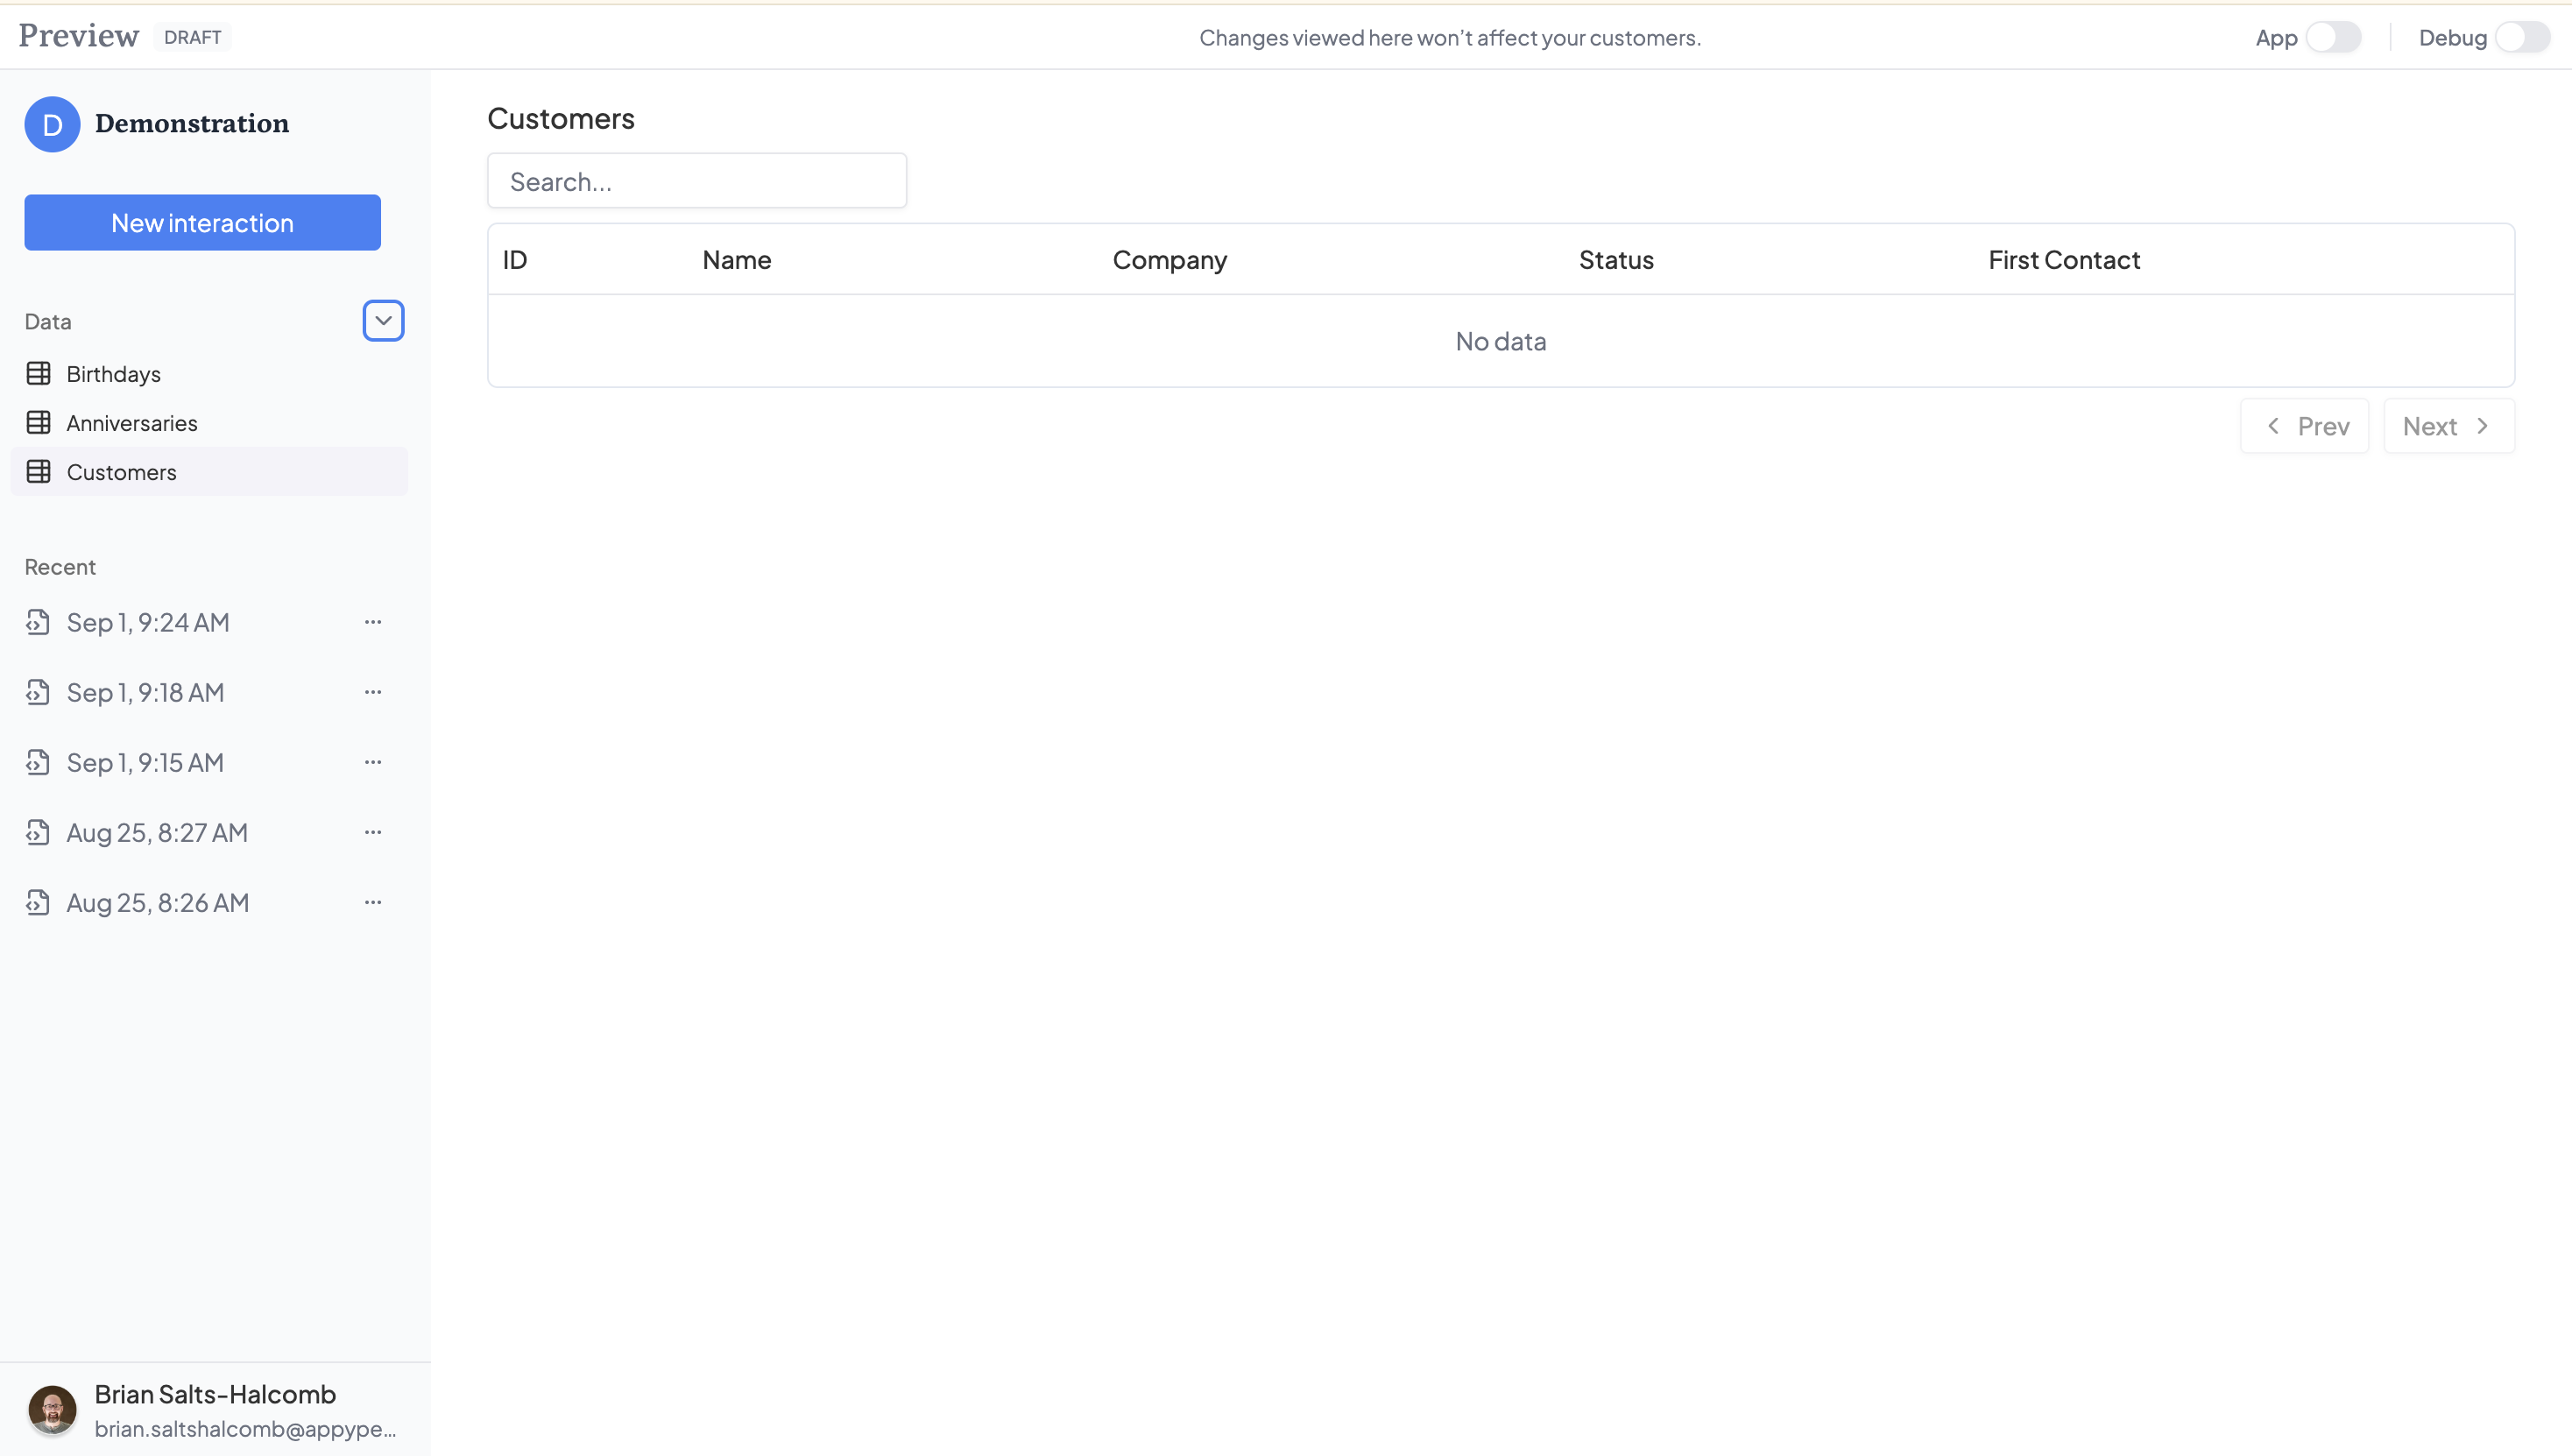 Preview DRAFT Changes viewed here won't affect your customers. App Debug
D Demonstration
New interaction
Data
Birthdays
Anniversaries
Customers
Recent
Sep 1, 9:24 AM ···
Sep 1, 9:18 AM ···
Sep 1, 9:15 AM ···
Aug 25, 8:27 AM ···
Aug 25, 8:26 AM ···
Brian Salts-Halcomb
brian.saltshalcomb@appype...
Customers
Search...
ID Name Company Status First Contact
No data
Prev Next